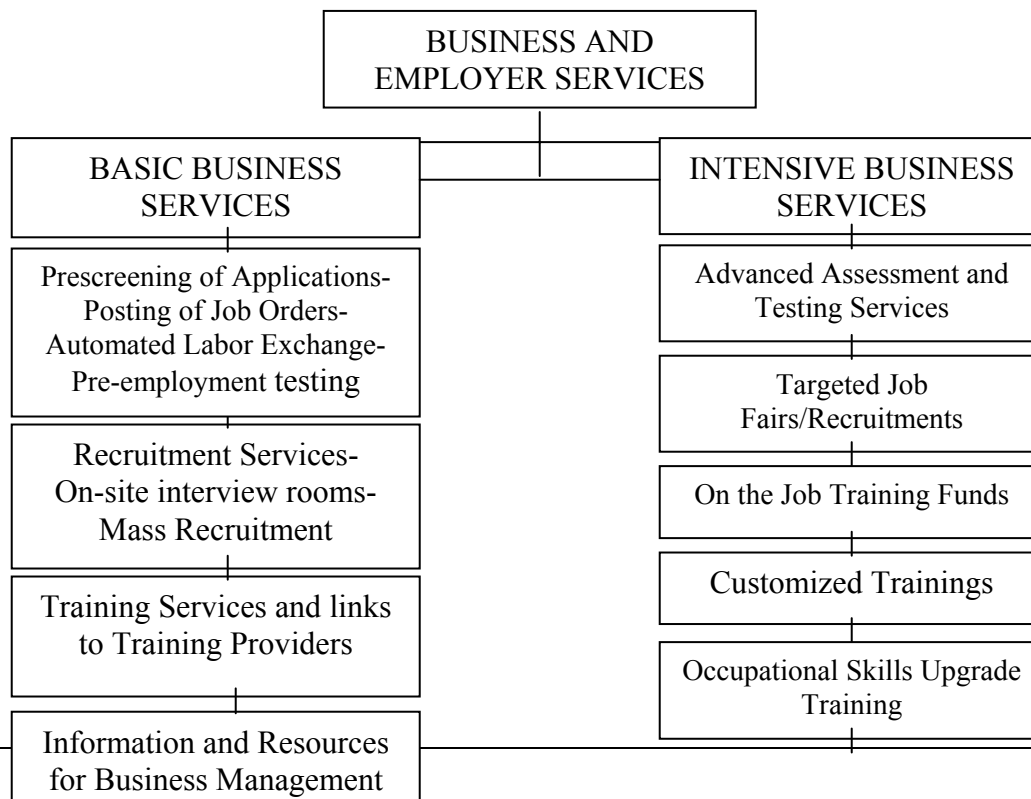 BUSINESS AND
EMPLOYER SERVICES
BASIC BUSINESS
SERVICES
Prescreening of Applications-
Posting of Job Orders-
Automated Labor Exchange-
Pre-employment testing
Recruitment Services-
On-site interview rooms-
Mass Recruitment
Training Services and links
to Training Providers
Information and Resources
for Business Management
INTENSIVE BUSINESS
SERVICES
Advanced Assessment and
Testing Services
Targeted Job
Fairs/Recruitments
On the Job Training Funds
Customized Trainings
Occupational Skills Upgrade
Training